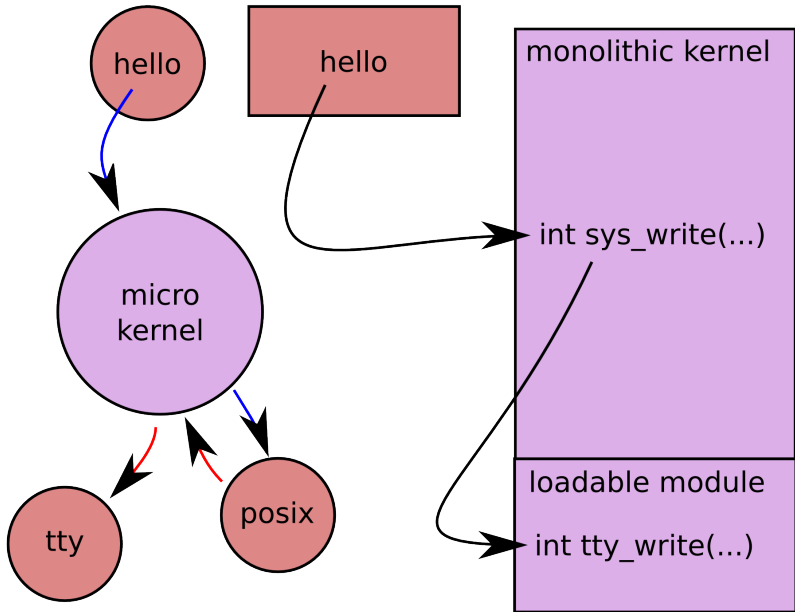 hello
hello
monolithic kernel
int sys_write(...)
micro
kernel
loadable module
posix
tty
int tty_write(...)